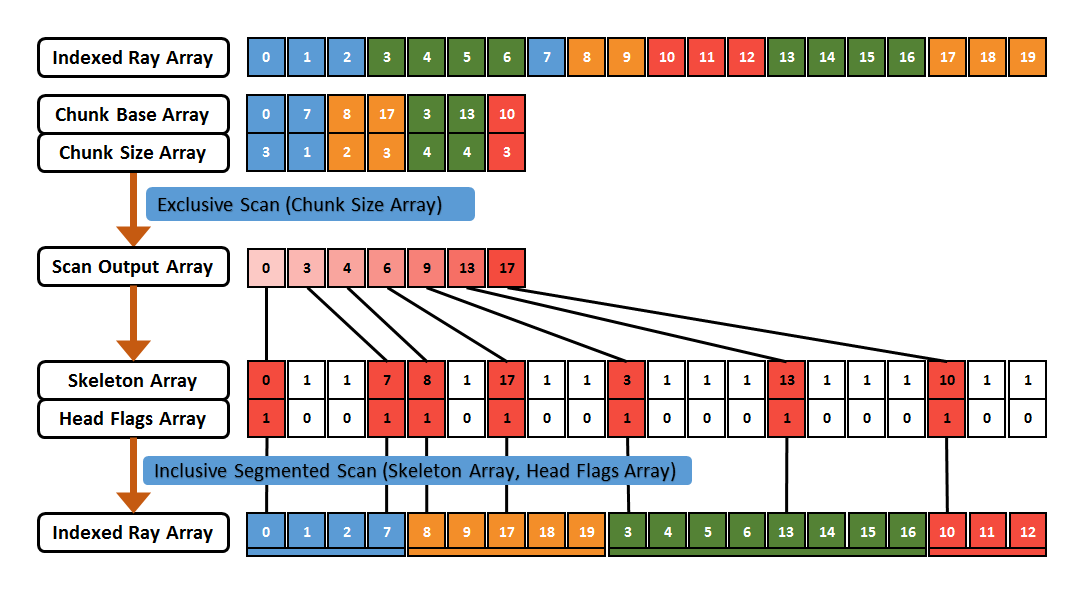 Indexed Ray Array 0 1 2 3 4 5 6 7 8 9 10 11 12 13 14 15 16 17 18 19
Chunk Base Array 0 7 8 17 3 13 10
Chunk Size Array 3 1 2 3 4 4 3
Exclusive Scan (Chunk Size Array)
Scan Output Array 0 3 4 6 9 13 17
Skeleton Array 0 1 1 7 8 1 17 1 1 3 1 1 1 13 1 1 1 10 1 1
Head Flags Array 1 0 0 1 1 0 1 0 0 1 0 0 0 1 0 0 0 1 0 0
Inclusive Segmented Scan (Skeleton Array, Head Flags Array)
Indexed Ray Array 0 1 2 7 8 9 17 18 19 3 4 5 6 13 14 15 16 10 11 12